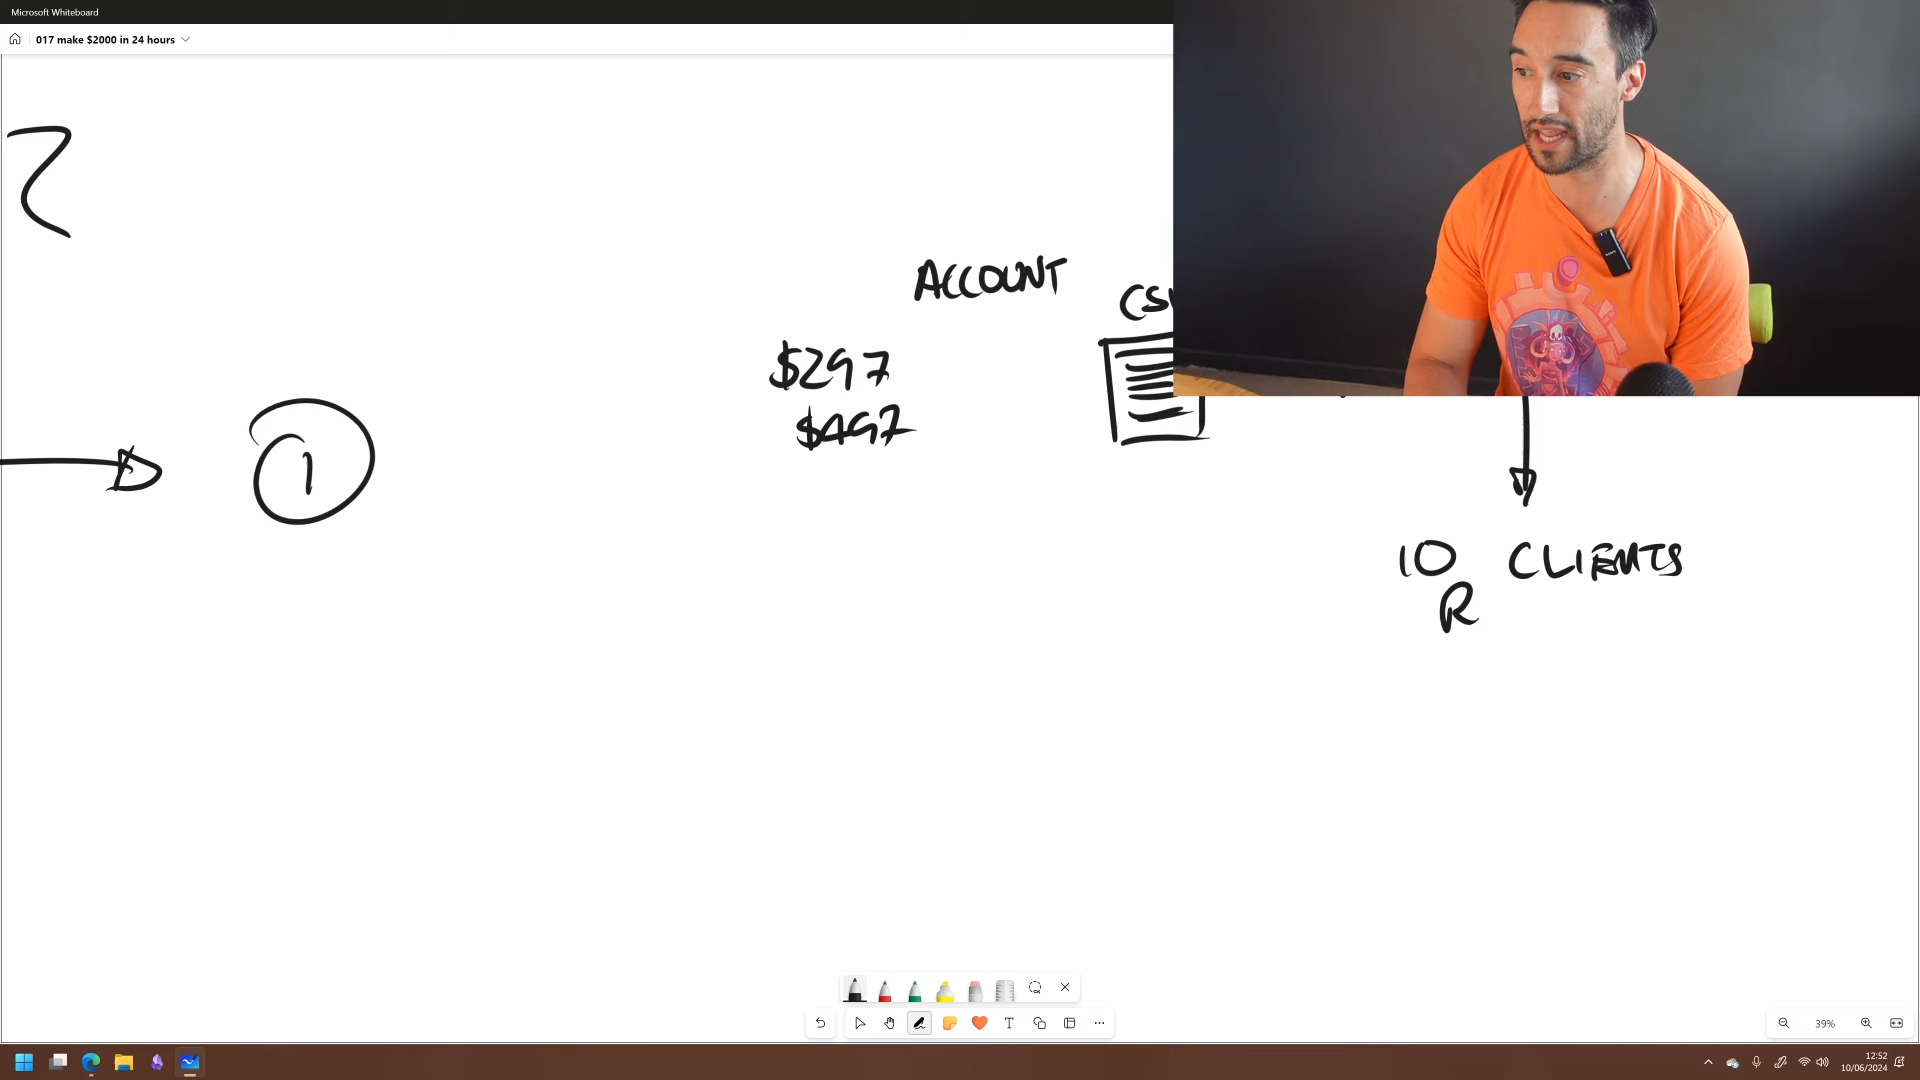 Microsoft Whiteboard
017 make $2000 in 24 hours
ACCOUNT
$297
$497
1
10 CLIENTS
R
39%
12:52
10/06/2024